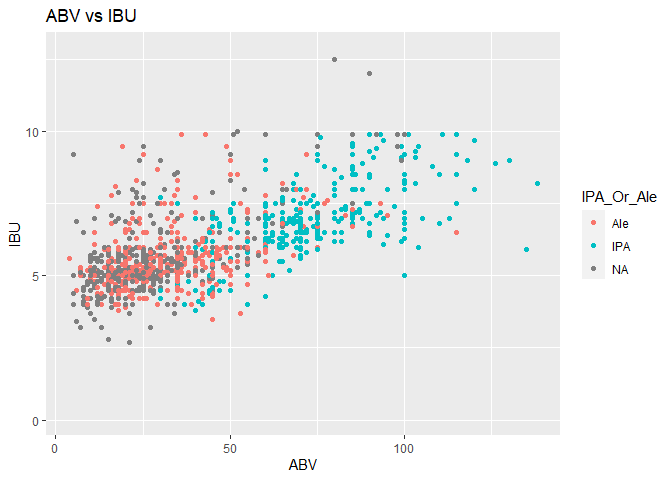 ABV vs IBU
10
5
0
IBU
0
50
100
ABV
IPA_Or_Ale
Ale
IPA
NA